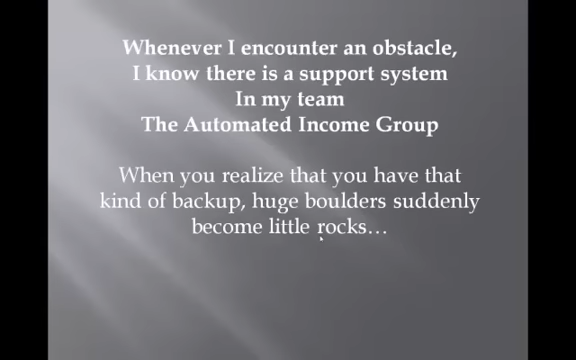 Whenever I encounter an obstacle,
I know there is a support system
In my team
The Automated Income Group
When you realize that you have that
kind of backup, huge boulders suddenly
become little rocks…